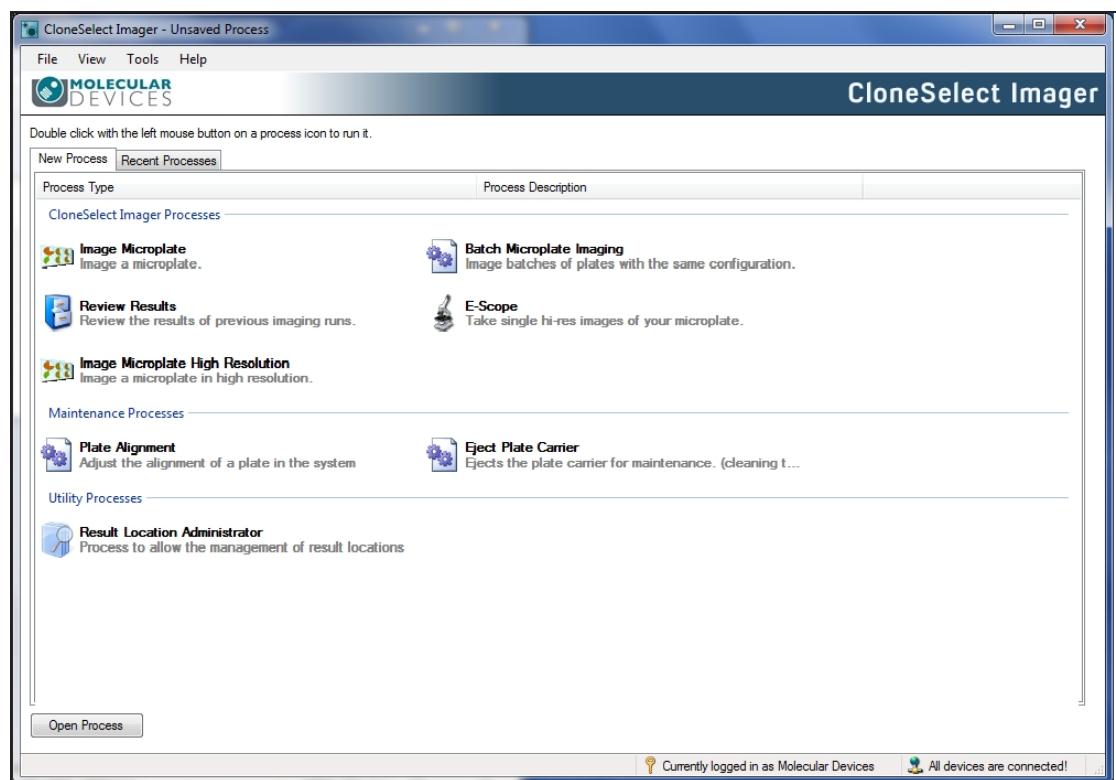 CloneSelect Imager - Unsaved Process
File View Tools Help
MOLECULAR
DEVICES
CloneSelect Imager
Double click with the left mouse button on a process icon to run it.
New Process Recent Processes
Process Type Process Description
CloneSelect Imager Processes
Image Microplate
Image a microplate.
Batch Microplate Imaging
Image batches of plates with the same configuration.
Review Results
Review the results of previous imaging runs.
E-Scope
Take single hi-res images of your microplate.
Image Microplate High Resolution
Image a microplate in high resolution.
Maintenance Processes
Plate Alignment
Adjust the alignment of a plate in the system
Eject Plate Carrier
Ejects the plate carrier for maintenance. (cleaning t...
Utility Processes
Result Location Administrator
Process to allow the management of result locations
Open Process
Currently logged in as Molecular Devices All devices are connected!